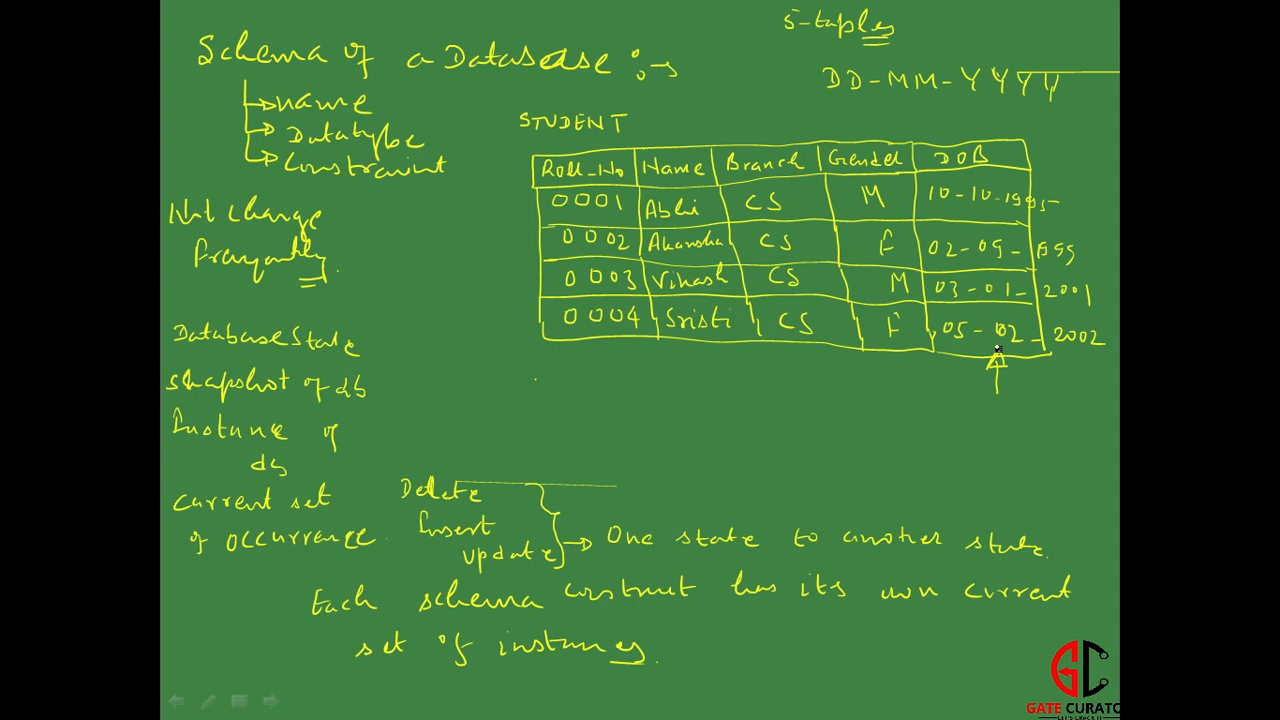 5-tuples
Schema of a Database :→
DD-MM-YYYY
→ name
→ Datatype
→ Constraint
STUDENT
Roll_No Name Branch Gender DOB
0001 Abhi CS M 10-10-1995
0002 Akansha CS F 02-09-1999
0003 Vikash CS M 03-01-2001
0004 Sristi CS F 05-02-2002
Not change
Database State
snapshot of db
Instance of
db
current set
of occurrence
Delete
Insert
update
→ One state to another state.
Each schema construct has its own current
set of instances.
GC
GATE CURATO